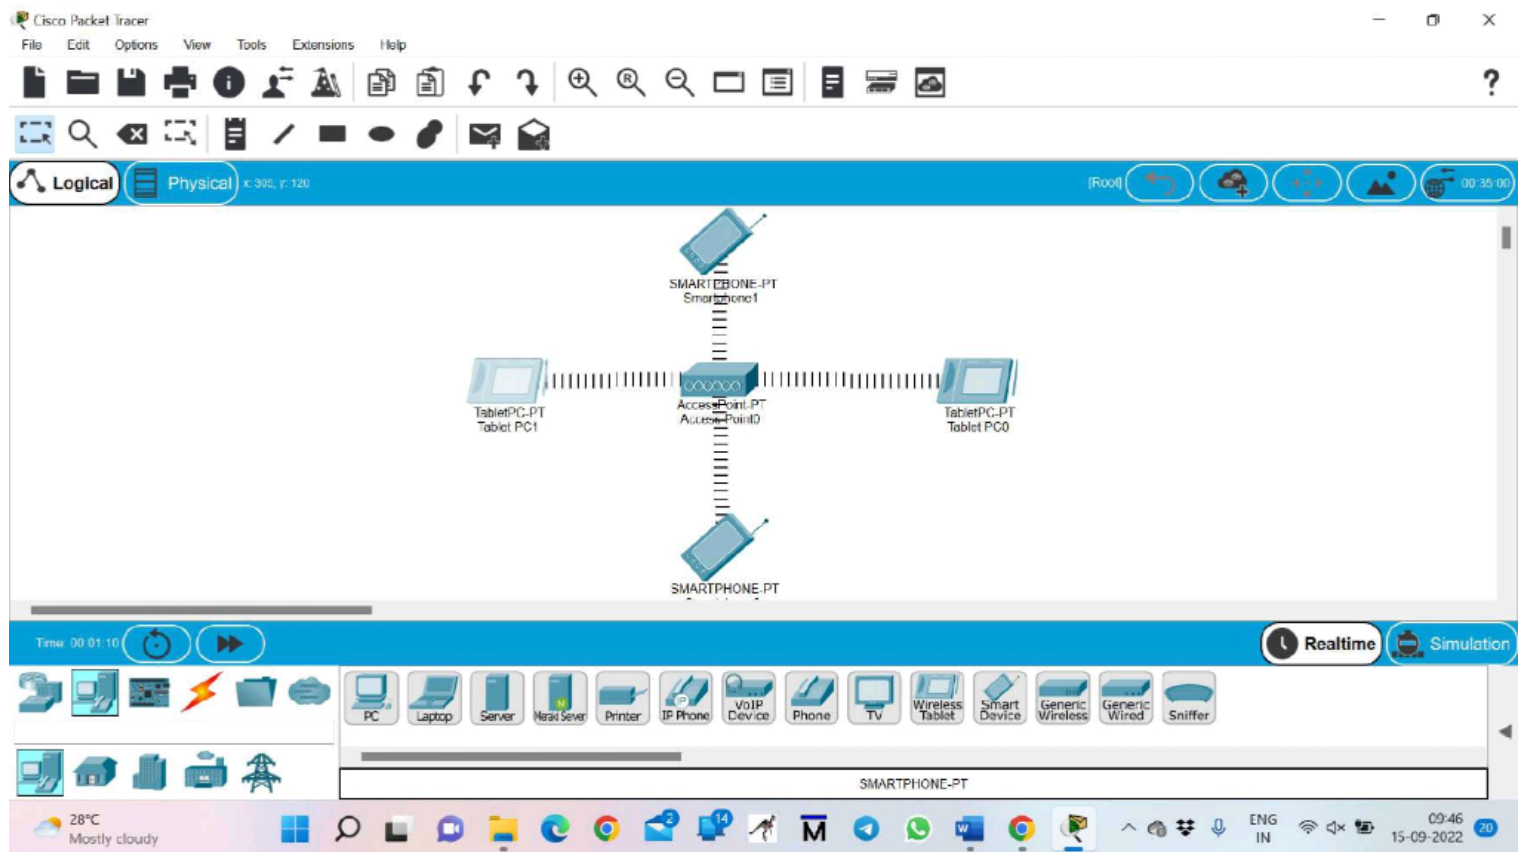 Cisco Packet Tracer
File Edit Options View Tools Extensions Help
Logical Physical x: 305, y: 120 [Root] 00:35:00
SMARTPHONE-PT
Smartphone1
TabletPC-PT
Tablet PC1
AccessPoint-PT
Access Point0
TabletPC-PT
Tablet PC0
SMARTPHONE-PT
Time: 00:01:10 Realtime Simulation
PC Laptop Server Meraki Server Printer IP Phone VoIP Device Phone TV Wireless Tablet Smart Device Generic Wireless Generic Wired Sniffer
SMARTPHONE-PT
28°C
Mostly cloudy
2 14
ENG
IN
09:46
15-09-2022
20